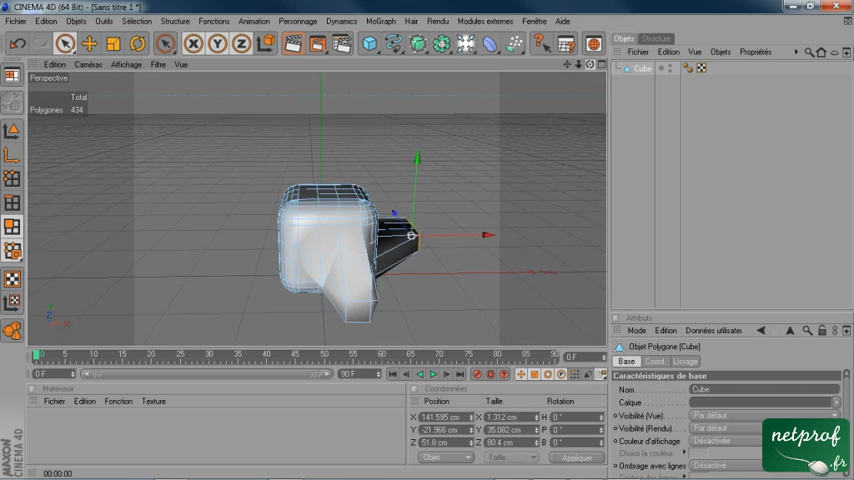 CINEMA 4D (64 Bit) - [Sans titre 1 *]
Fichier Edition Objets Outils Sélection Structure Fonctions Animation Personnage Dynamics MoGraph Hair Rendu Modules externes Fenêtre Aide
X Y Z
Objets Structure
Fichier Edition Vue Objets Propriétés
Edition Caméras Affichage Filtre Vue
Perspective
Cube
Total
Polygones 434
Z X
Attributs
Mode Edition Données utilisate
Objet Polygone [Cube]
0 5 10 15 20 25 30 35 40 45 50 55 60 65 70 75 80 85 90 0 F
Base Coord. Lissage
0 F 0 F 90 F 90 F
Caractéristiques de base
Nom Cube
Matériaux Coordonnées
Calque
Fichier Edition Fonction Texture
Position Taille Rotation
Visibilité (Vue) Par défaut
X 141.595 cm X 1.312 cm H 0 °
Visibilité (Rendu) Par défaut
Y -21.966 cm Y 35.082 cm P 0 °
Couleur d'affichage Désactivée
Z 51.8 cm Z 80.4 cm B 0 °
Choisis la couleur
Objet Taille Appliquer
Ombrage avec lignes Désactivé
00:00:00
MAXON
CINEMA 4D
netprof
.fr